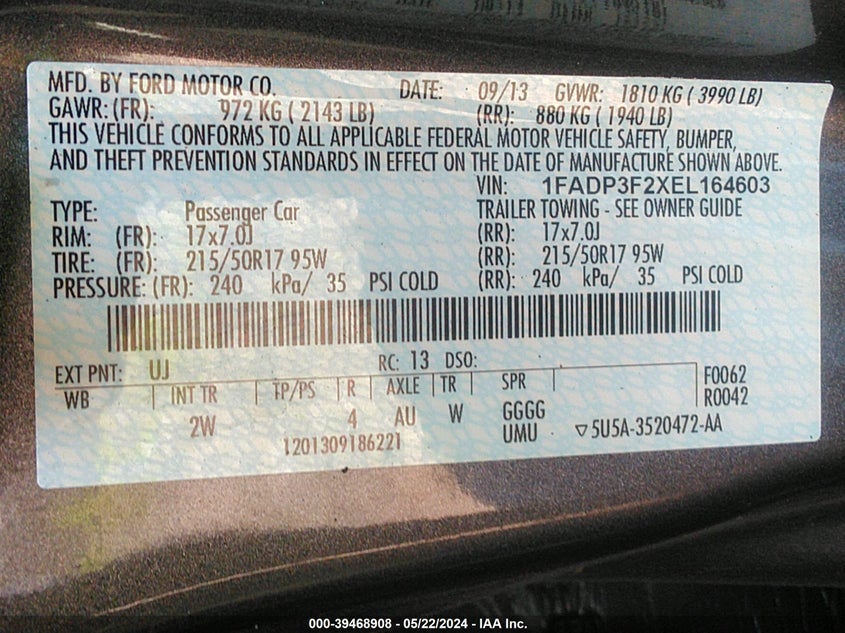 MFD. BY FORD MOTOR CO. DATE: 09/13 GVWR: 1810 KG ( 3990 LB)
GAWR: (FR): 972 KG ( 2143 LB) (RR): 880 KG ( 1940 LB)
THIS VEHICLE CONFORMS TO ALL APPLICABLE FEDERAL MOTOR VEHICLE SAFETY, BUMPER,
AND THEFT PREVENTION STANDARDS IN EFFECT ON THE DATE OF MANUFACTURE SHOWN ABOVE.
VIN: 1FADP3F2XEL164603
TYPE: Passenger Car TRAILER TOWING - SEE OWNER GUIDE
RIM: (FR): 17x7.0J (RR): 17x7.0J
TIRE: (FR): 215/50R17 95W (RR): 215/50R17 95W
PRESSURE: (FR): 240 kPa/ 35 PSI COLD (RR): 240 kPa/ 35 PSI COLD
EXT PNT: UJ RC: 13 DSO:
WB INT TR TP/PS R AXLE TR SPR F0062
R0042
2W 4 AU W GGGG
UMU ▽5U5A-3520472-AA
1201309186221
000-39468908 - 05/22/2024 - IAA Inc.